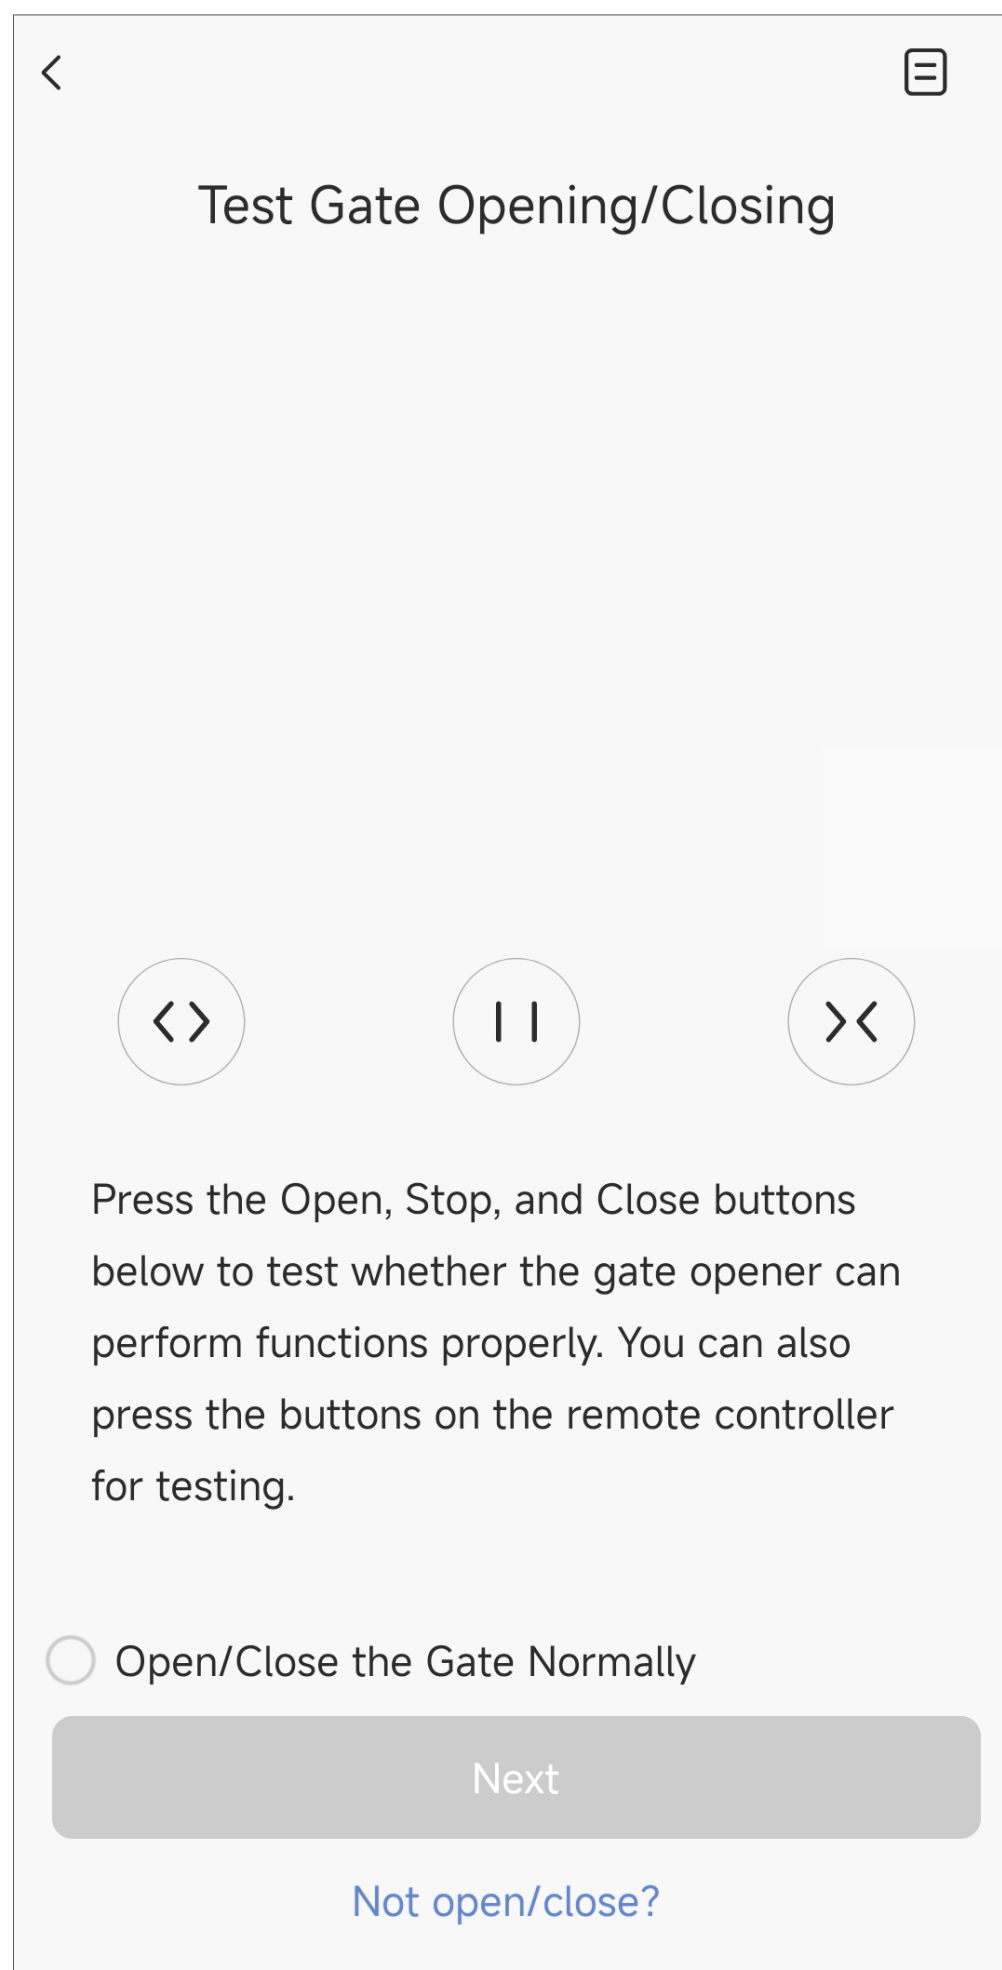 Test Gate Opening/Closing
Press the Open, Stop, and Close buttons
below to test whether the gate opener can
perform functions properly. You can also
press the buttons on the remote controller
for testing.
Open/Close the Gate Normally
Next
Not open/close?